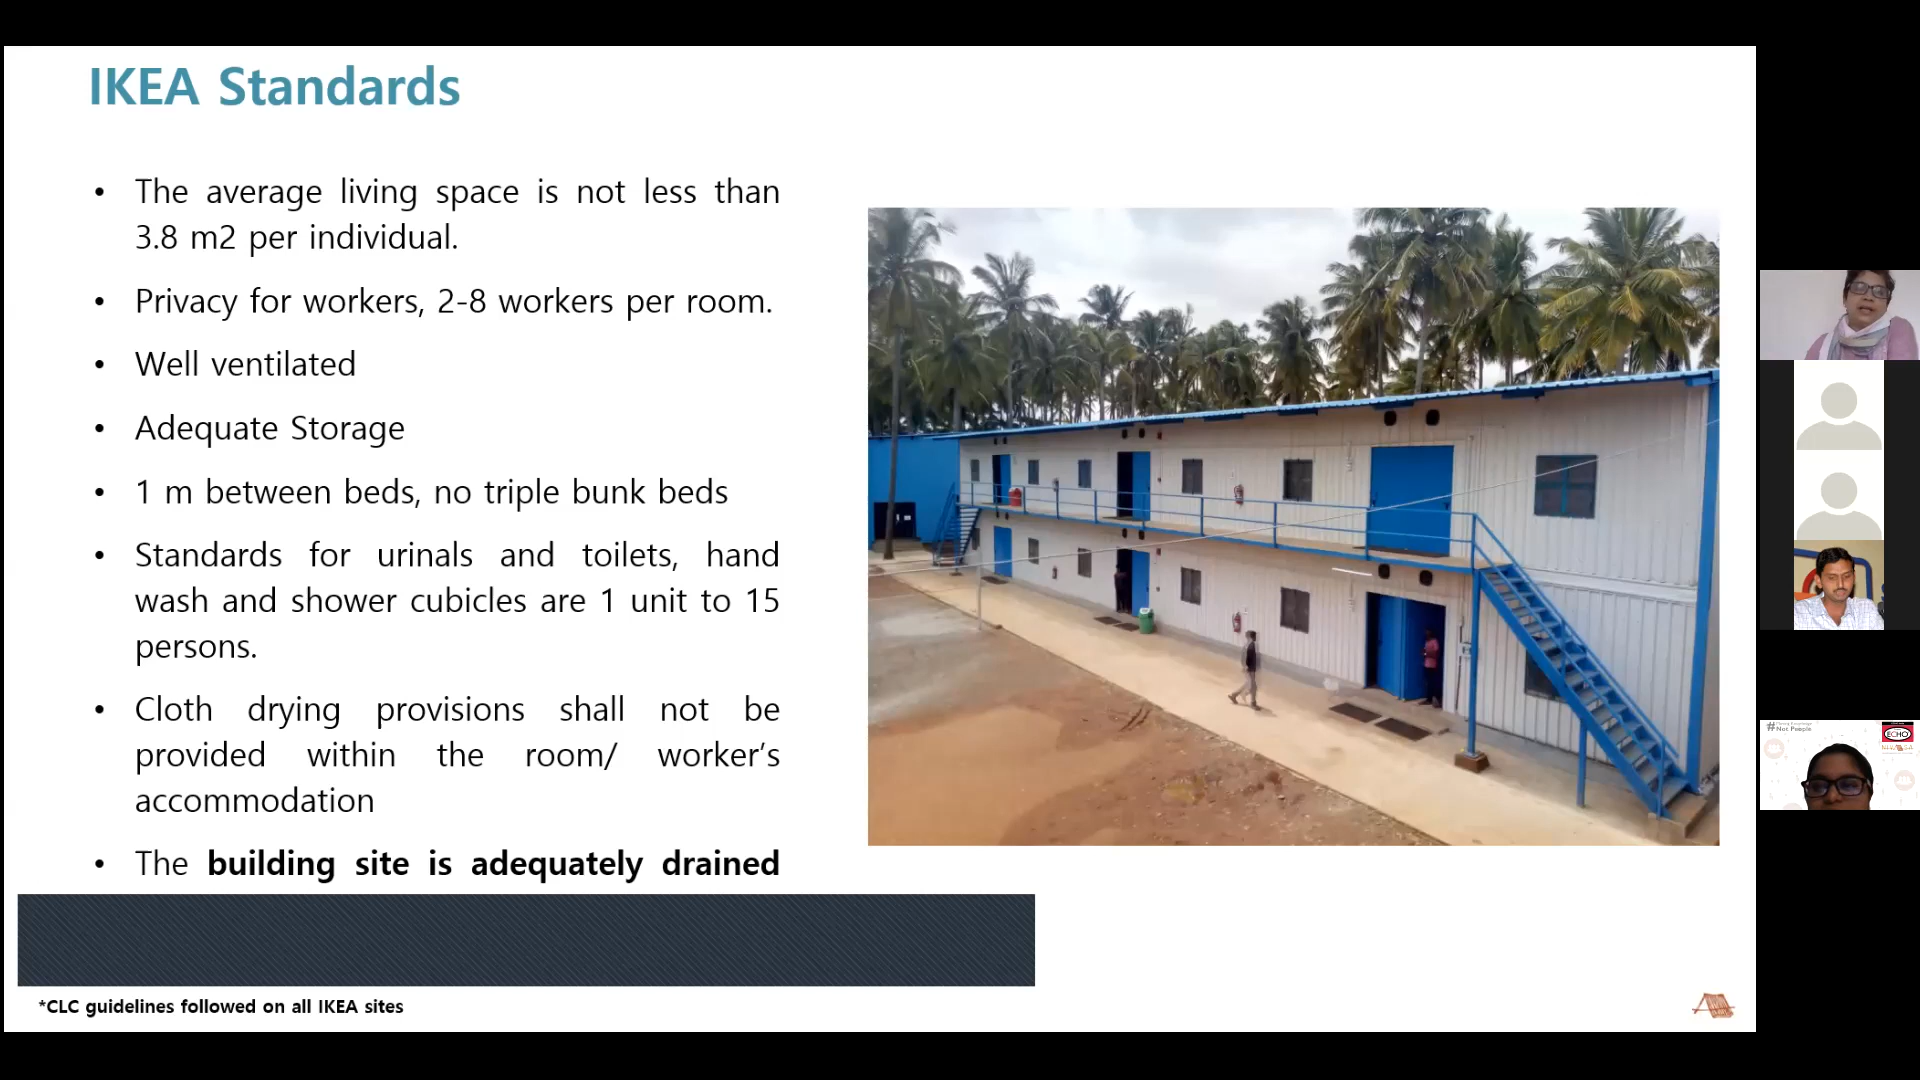 IKEA Standards
• The average living space is not less than
3.8 m2 per individual.
• Privacy for workers, 2-8 workers per room.
• Well ventilated
• Adequate Storage
• 1 m between beds, no triple bunk beds
• Standards for urinals and toilets, hand
wash and shower cubicles are 1 unit to 15
persons.
• Cloth drying provisions shall not be
provided within the room/ worker’s
accommodation
• The building site is adequately drained
*CLC guidelines followed on all IKEA sites
Not People
ECHO